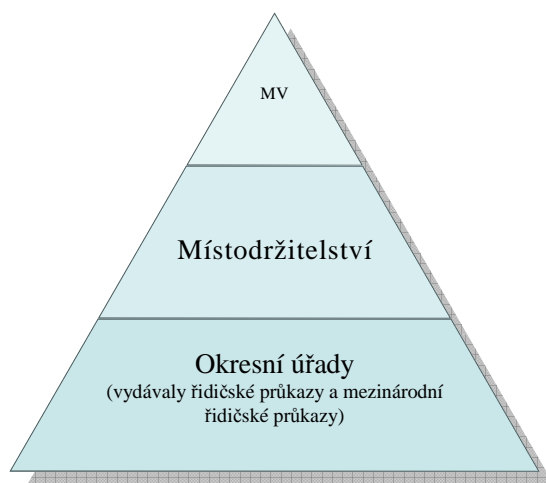 MV
Místodržitelství
Okresní úřady
(vydávaly řidičské průkazy a mezinárodní
řidičské průkazy)